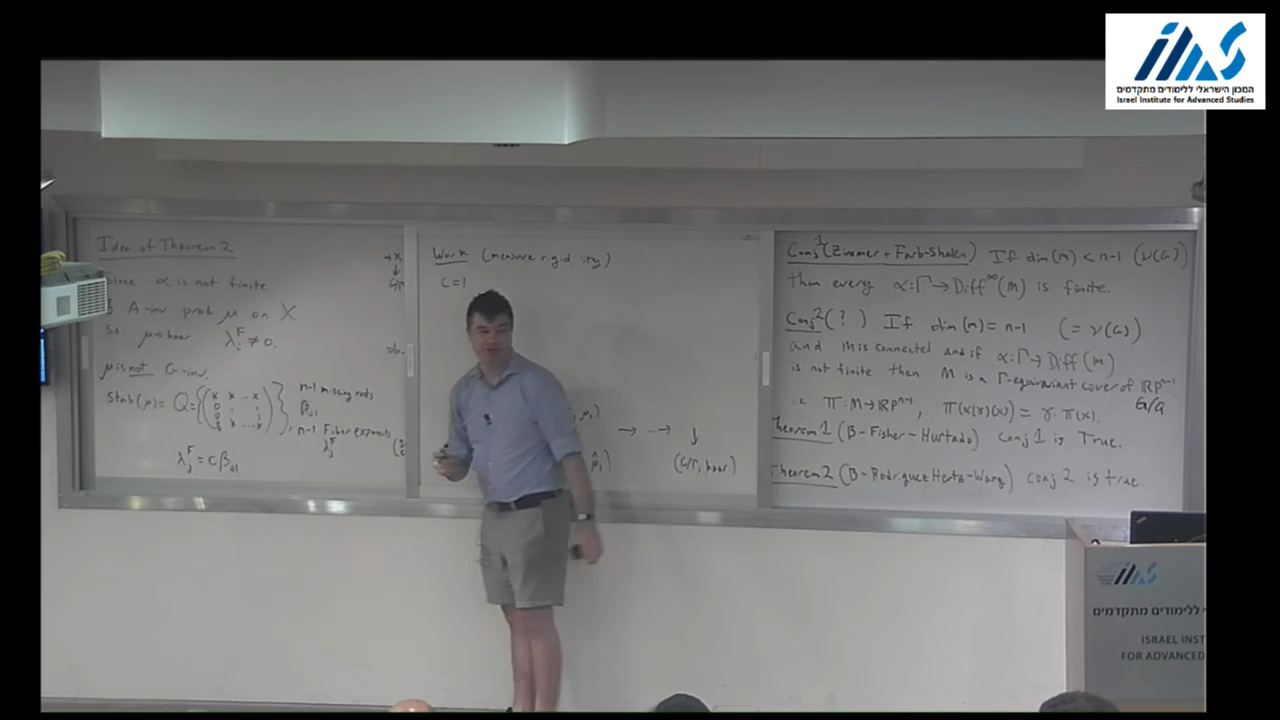 המכון הישראלי ללימודים מתקדמים
Israel Institute for Advanced Studies
Idea of Theorem 2
Since α is not finite
∃ A-inv prob μ on X
s.t. μ→haar λ_i^F ≠ 0.
μ is not G-inv.
Stab(μ) = Q =
n-1 missing roots
β_{j1}
n-1 Fiber exponents
λ_j^F
λ_j^F = cβ_{j1}
Work (measure rigidity)
C=1
→ ... → ↓
(G/Γ, haar)
Conj 1 (Zimmer + Farb-Shalen) If dim(M) < n-1 (ν(G))
then every α:Γ→Diff^∞(M) is finite.
Conj 2 (?) If dim(M) = n-1 (= ν(G))
and M is connected and if α:Γ→Diff(M)
is not finite then M is a Γ-equivariant cover of RP^{n-1}
G/Q
i.e. π:M→RP^{n-1}, π(α(γ)(x)) = γ·π(x).
Theorem 1 (B-Fisher-Hurtado) Conj 1 is True.
Theorem 2 (B-Rodriguez Hertz-Wang) Conj 2 is true.
ללימודים מתקדמים
ISRAEL INST
FOR ADVANCED